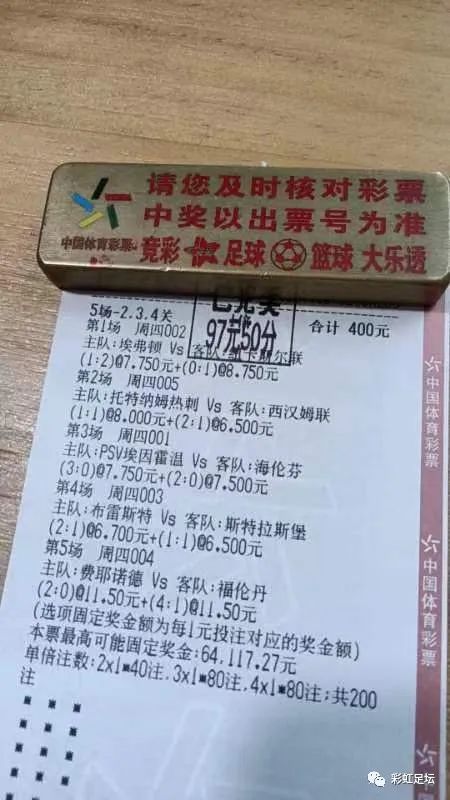 请您及时核对彩票
中奖以出票号为准
中国体育彩票 竞彩 足球 篮球 大乐透
97元50分
5场-2.3.4关 合计 400元
第1场 周四002
主队:埃弗顿 Vs 客队:纽卡斯尔联
(1:2)@7.750元+(0:1)@8.750元
第2场 周四005
主队:托特纳姆热刺 Vs 客队:西汉姆联
(1:1)@8.000元+(2:1)@6.500元
第3场 周四001
主队:PSV埃因霍温 Vs 客队:海伦芬
(3:0)@7.750元+(2:0)@7.500元
第4场 周四003
主队:布雷斯特 Vs 客队:斯特拉斯堡
(2:1)@6.700元+(1:1)@6.500元
第5场 周四004
主队:费耶诺德 Vs 客队:福伦丹
(2:0)@11.50元+(4:1)@11.50元
(选项固定奖金额为每1元投注对应的奖金额)
本票最高可能固定奖金:64,117.27元
单倍注数:2x1*40注,3x1*80注,4x1*80注;共200
注
中国体育彩票
中国体育彩票
中国
彩虹足坛